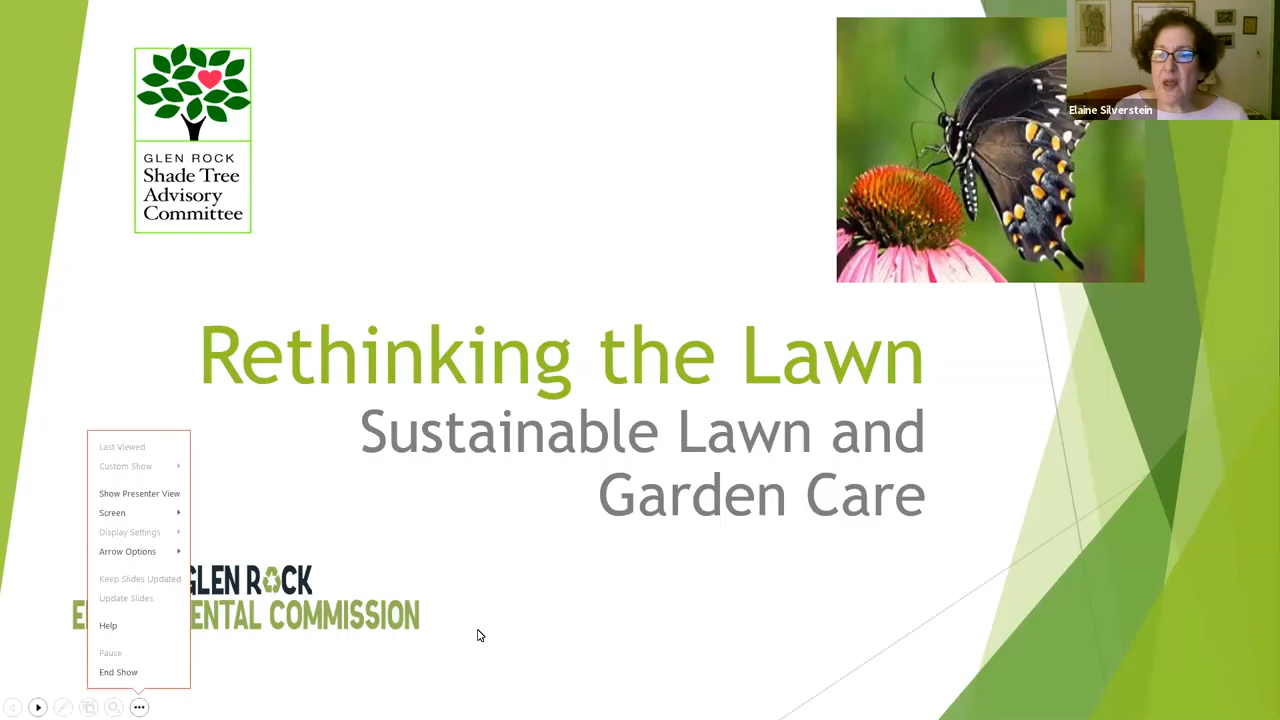 Elaine Silverstein
GLEN ROCK
Shade Tree
Advisory
Committee
Rethinking the Lawn
Sustainable Lawn and
Garden Care
Last Viewed
Custom Show
Show Presenter View
Screen
Display Settings
Arrow Options
Keep Slides Updated
Update Slides
Help
Pause
End Show
GLEN ROCK
COMMISSION